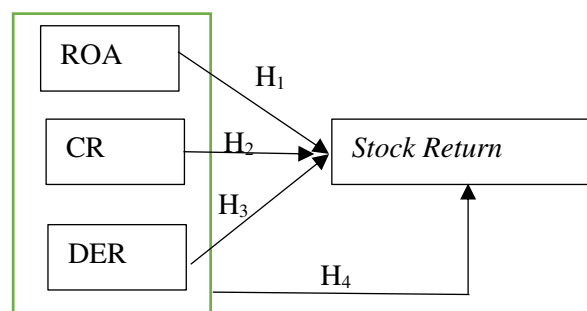 ROA
H₁
CR
H₂
Stock Return
H₃
DER
H₄